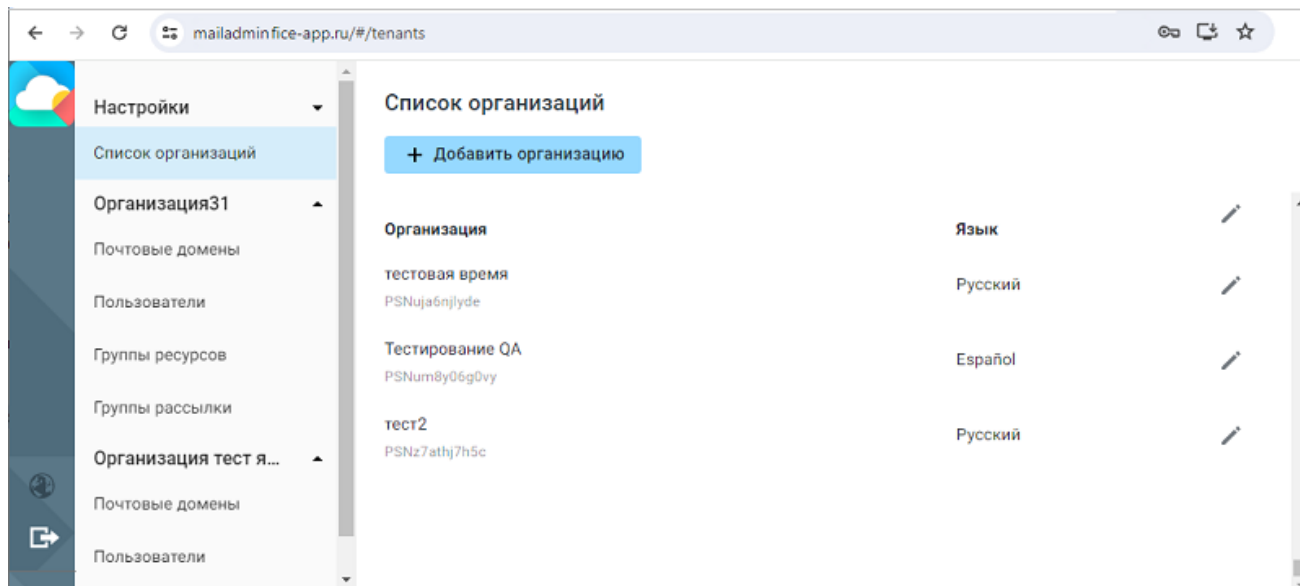 mailadminfice-app.ru/#/tenants
Настройки
Список организаций
Организация31
Почтовые домены
Пользователи
Группы ресурсов
Группы рассылки
Организация тест я...
Почтовые домены
Пользователи
Список организаций
+ Добавить организацию
Организация Язык
тестовая время Русский
PSNuja6njlyde
Тестирование QA Español
PSNum8y06g0vy
тест2 Русский
PSNz7athj7h5c